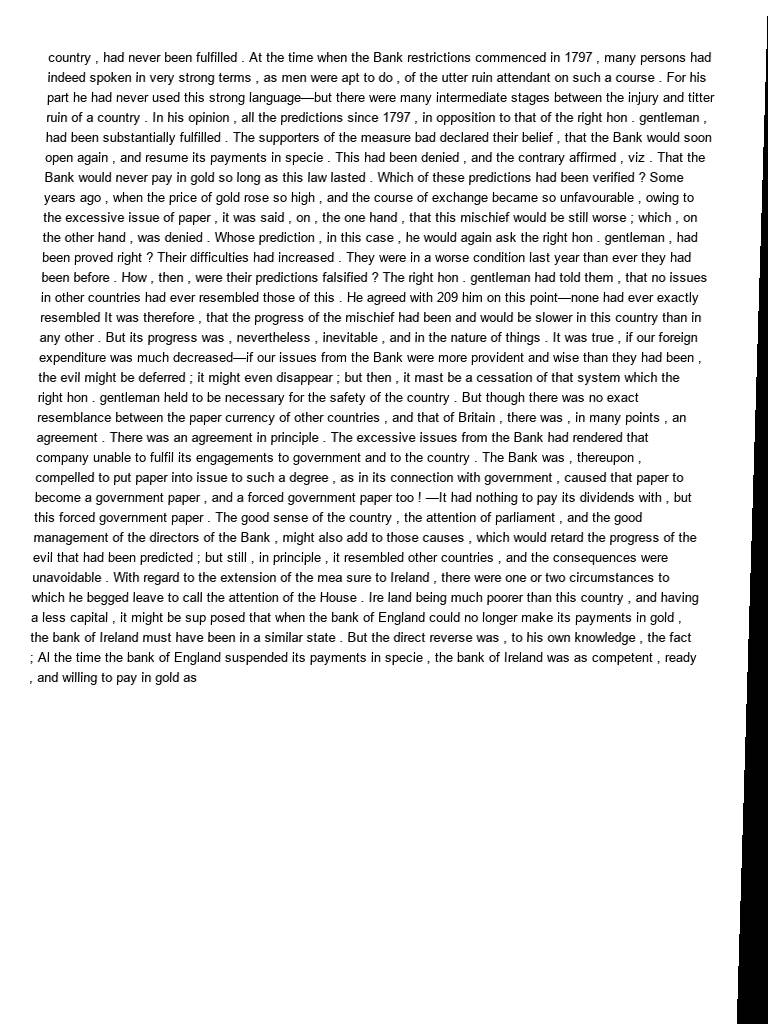 country , had never been fulfilled . At the time when the Bank restrictions commenced in 1797 , many persons had
indeed spoken in very strong terms , as men were apt to do , of the utter ruin attendant on such a course . For his
part he had never used this strong language—but there were many intermediate stages between the injury and titter
ruin of a country . In his opinion , all the predictions since 1797 , in opposition to that of the right hon . gentleman ,
had been substantially fulfilled . The supporters of the measure bad declared their belief , that the Bank would soon
open again , and resume its payments in specie . This had been denied , and the contrary affirmed , viz . That the
Bank would never pay in gold so long as this law lasted . Which of these predictions had been verified ? Some
years ago , when the price of gold rose so high , and the course of exchange became so unfavourable , owing to
the excessive issue of paper , it was said , on , the one hand , that this mischief would be still worse ; which , on
the other hand , was denied . Whose prediction , in this case , he would again ask the right hon . gentleman , had
been proved right ? Their difficulties had increased . They were in a worse condition last year than ever they had
been before . How , then , were their predictions falsified ? The right hon . gentleman had told them , that no issues
in other countries had ever resembled those of this . He agreed with 209 him on this point—none had ever exactly
resembled It was therefore , that the progress of the mischief had been and would be slower in this country than in
any other . But its progress was , nevertheless , inevitable , and in the nature of things . It was true , if our foreign
expenditure was much decreased—if our issues from the Bank were more provident and wise than they had been ,
the evil might be deferred ; it might even disappear ; but then , it mast be a cessation of that system which the
right hon . gentleman held to be necessary for the safety of the country . But though there was no exact
resemblance between the paper currency of other countries , and that of Britain , there was , in many points , an
agreement . There was an agreement in principle . The excessive issues from the Bank had rendered that
company unable to fulfil its engagements to government and to the country . The Bank was , thereupon ,
compelled to put paper into issue to such a degree , as in its connection with government , caused that paper to
become a government paper , and a forced government paper too ! —It had nothing to pay its dividends with , but
this forced government paper . The good sense of the country , the attention of parliament , and the good
management of the directors of the Bank , might also add to those causes , which would retard the progress of the
evil that had been predicted ; but still , in principle , it resembled other countries , and the consequences were
unavoidable . With regard to the extension of the mea sure to Ireland , there were one or two circumstances to
which he begged leave to call the attention of the House . Ire land being much poorer than this country , and having
a less capital , it might be sup posed that when the bank of England could no longer make its payments in gold ,
the bank of Ireland must have been in a similar state . But the direct reverse was , to his own knowledge , the fact
; Al the time the bank of England suspended its payments in specie , the bank of Ireland was as competent , ready
, and willing to pay in gold as